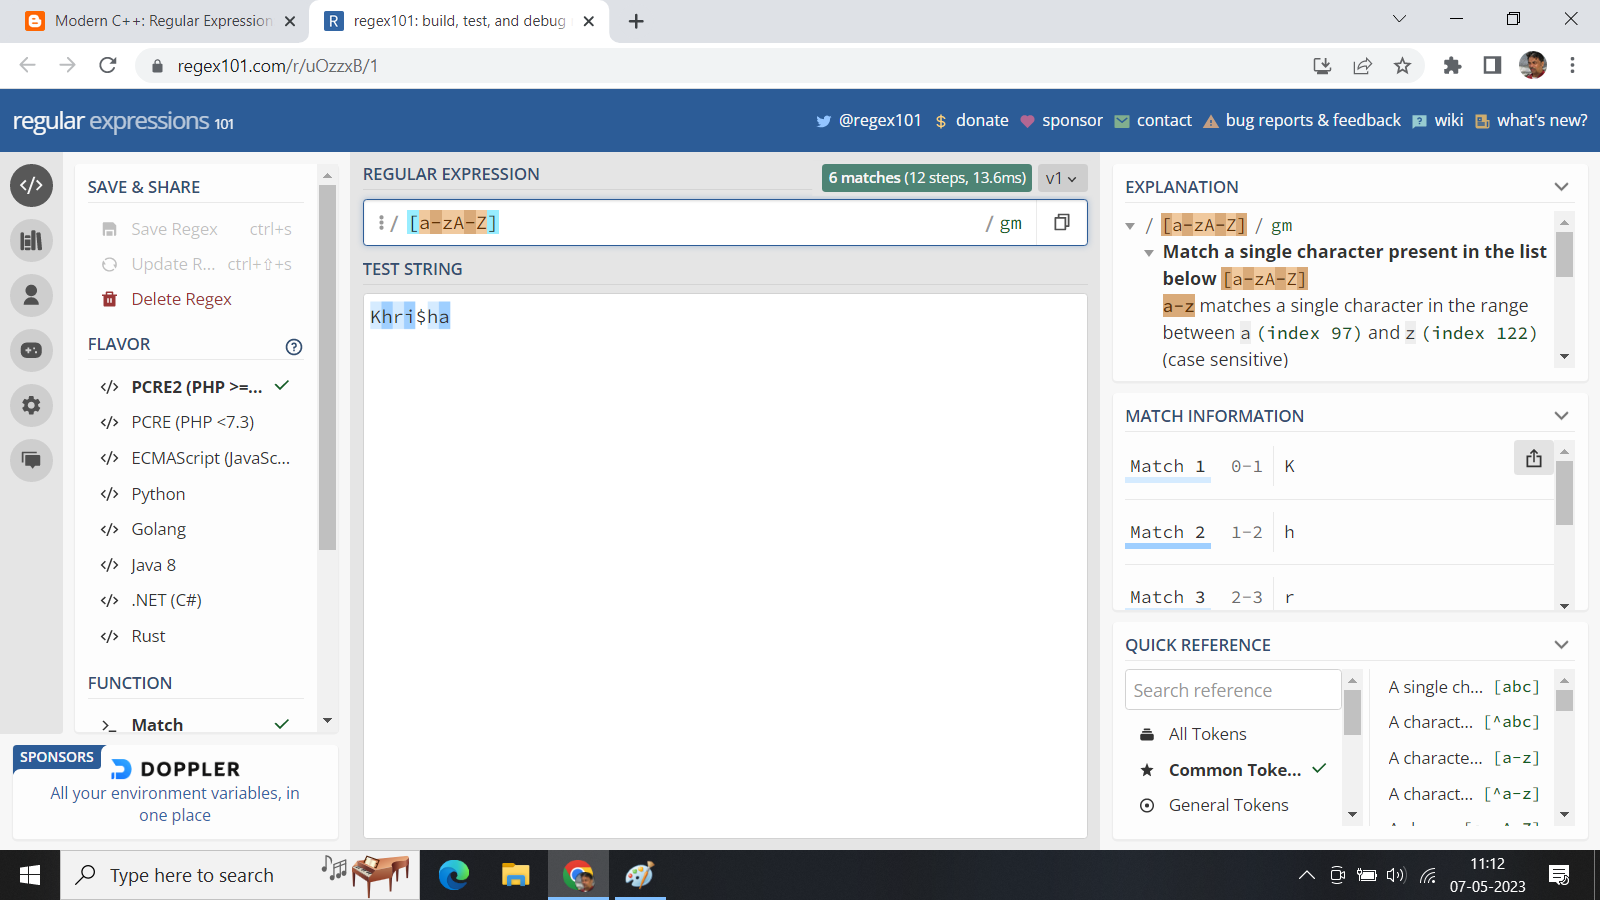 Modern C++: Regular Expression
regex101: build, test, and debug
regex101.com/r/uOzzxB/1
regular expressions 101
@regex101
$ donate
sponsor
contact
bug reports & feedback
wiki
what's new?
SAVE & SHARE
Save Regex ctrl+s
Update R... ctrl+⇧+s
Delete Regex
FLAVOR
</> PCRE2 (PHP >=...
</> PCRE (PHP <7.3)
</> ECMAScript (JavaSc...
</> Python
</> Golang
</> Java 8
</> .NET (C#)
</> Rust
FUNCTION
>_ Match
SPONSORS
DOPPLER
All your environment variables, in
one place
REGULAR EXPRESSION
6 matches (12 steps, 13.6ms)
v1
/ [a-zA-Z] / gm
TEST STRING
Khri$ha
EXPLANATION
/ [a-zA-Z] / gm
Match a single character present in the list
below [a-zA-Z]
a-z matches a single character in the range
between a (index 97) and z (index 122)
(case sensitive)
MATCH INFORMATION
Match 1 0-1 K
Match 2 1-2 h
Match 3 2-3 r
QUICK REFERENCE
Search reference
All Tokens
Common Toke...
General Tokens
A single ch... [abc]
A charact... [^abc]
A characte... [a-z]
A charact... [^a-z]
Type here to search
11:12
07-05-2023